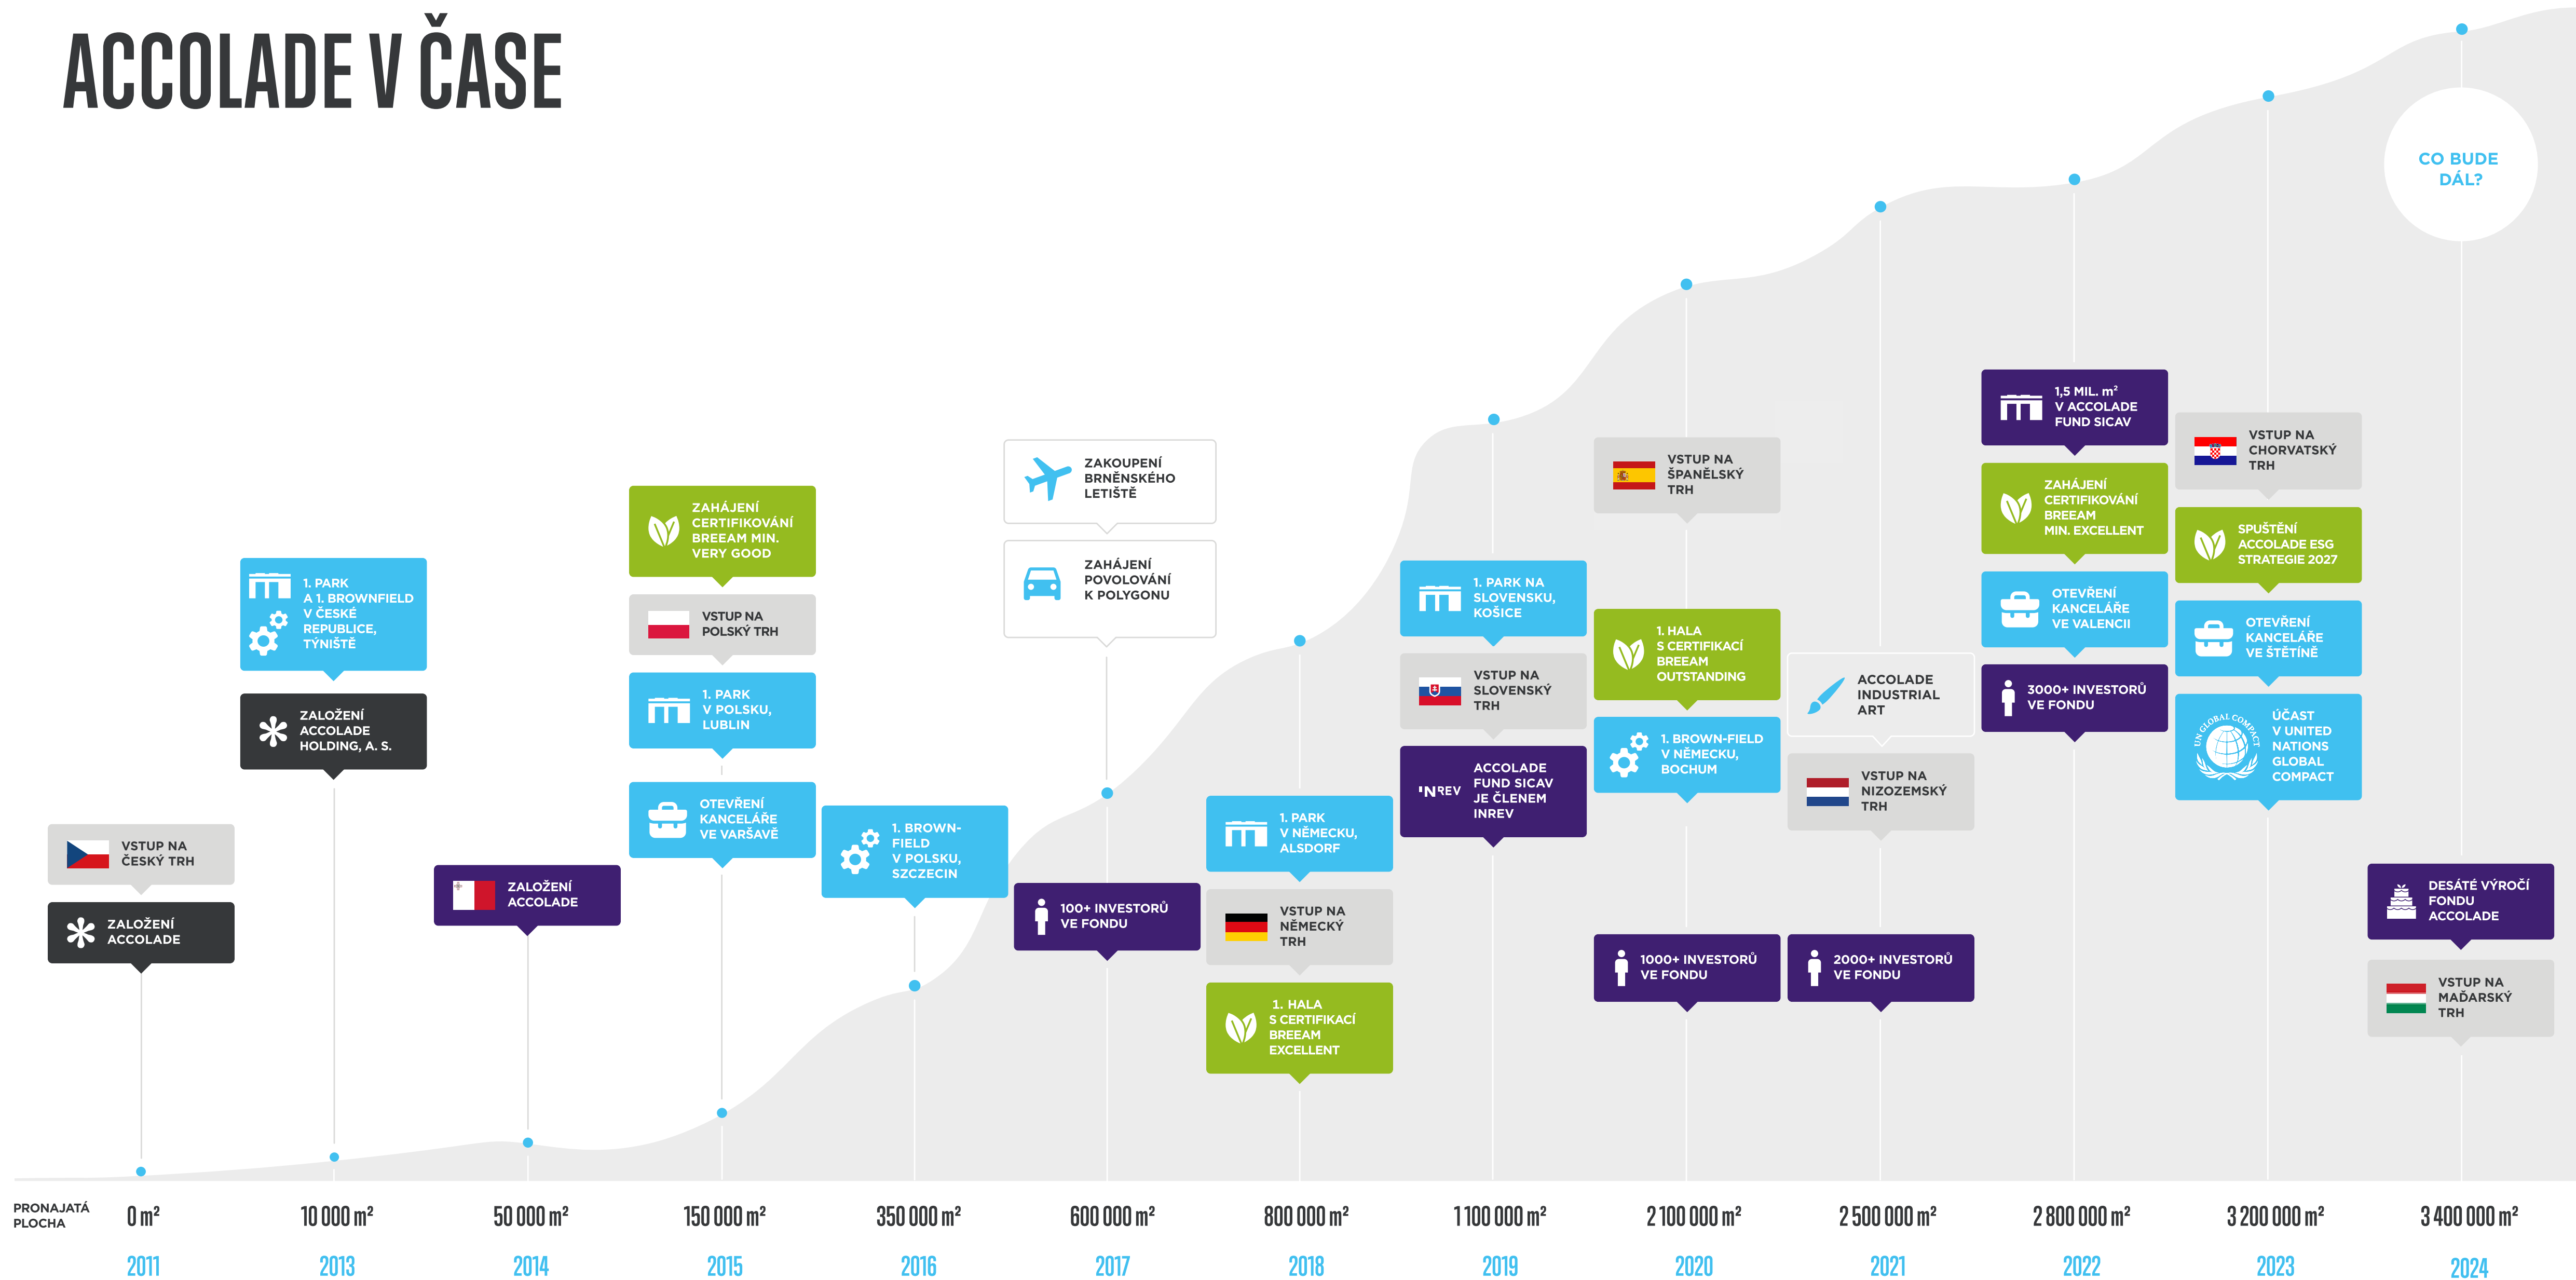 ACCOLADE V ČASE
CO BUDE
DÁL?
VSTUP NA
ČESKÝ TRH
ZALOŽENÍ
ACCOLADE
1. PARK
A 1. BROWNFIELD
V ČESKÉ
REPUBLICE,
TÝNIŠTĚ
ZALOŽENÍ
ACCOLADE
HOLDING, A. S.
ZALOŽENÍ
ACCOLADE
ZAHÁJENÍ
CERTIFIKOVÁNÍ
BREEAM MIN.
VERY GOOD
VSTUP NA
POLSKÝ TRH
1. PARK
V POLSKU,
LUBLIN
OTEVŘENÍ
KANCELÁŘE
VE VARŠAVĚ
1. BROWN-
FIELD
V POLSKU,
SZCZECIN
ZAKOUPENÍ
BRNĚNSKÉHO
LETIŠTĚ
ZAHÁJENÍ
POVOLOVÁNÍ
K POLYGONU
100+ INVESTORŮ
VE FONDU
1. PARK
V NĚMECKU,
ALSDORF
VSTUP NA
NĚMECKÝ
TRH
1. HALA
S CERTIFIKACÍ
BREEAM
EXCELLENT
1. PARK NA
SLOVENSKU,
KOŠICE
VSTUP NA
SLOVENSKÝ
TRH
INREV
ACCOLADE
FUND SICAV
JE ČLENEM
INREV
VSTUP NA
ŠPANĚLSKÝ
TRH
1. HALA
S CERTIFIKACÍ
BREEAM
OUTSTANDING
1. BROWN-FIELD
V NĚMECKU,
BOCHUM
1000+ INVESTORŮ
VE FONDU
ACCOLADE
INDUSTRIAL
ART
VSTUP NA
NIZOZEMSKÝ
TRH
2000+ INVESTORŮ
VE FONDU
1,5 MIL. m²
V ACCOLADE
FUND SICAV
ZAHÁJENÍ
CERTIFIKOVÁNÍ
BREEAM
MIN. EXCELLENT
OTEVŘENÍ
KANCELÁŘE
VE VALENCII
3000+ INVESTORŮ
VE FONDU
VSTUP NA
CHORVATSKÝ
TRH
SPUŠTĚNÍ
ACCOLADE ESG
STRATEGIE 2027
OTEVŘENÍ
KANCELÁŘE
VE ŠTĚTÍNĚ
UN GLOBAL COMPACT
ÚČAST
V UNITED
NATIONS
GLOBAL
COMPACT
DESÁTÉ VÝROČÍ
FONDU
ACCOLADE
VSTUP NA
MAĎARSKÝ
TRH
PRONAJATÁ
PLOCHA
0 m² 10 000 m² 50 000 m² 150 000 m² 350 000 m² 600 000 m² 800 000 m² 1 100 000 m² 2 100 000 m² 2 500 000 m² 2 800 000 m² 3 200 000 m² 3 400 000 m²
2011 2013 2014 2015 2016 2017 2018 2019 2020 2021 2022 2023 2024